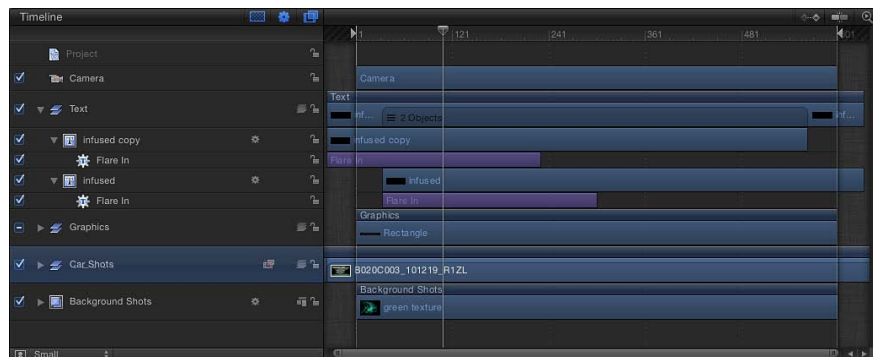 Timeline
1 121 241 361 481 601
Project
Camera Camera
Text
Text inf... 2 Objects inf...
infused copy infused copy
Flare In Flare In
infused infused
Flare In Flare In
Graphics
Graphics Rectangle
Car_Shots B020C003_101219_R1ZL
Background Shots
Background Shots green texture
Small